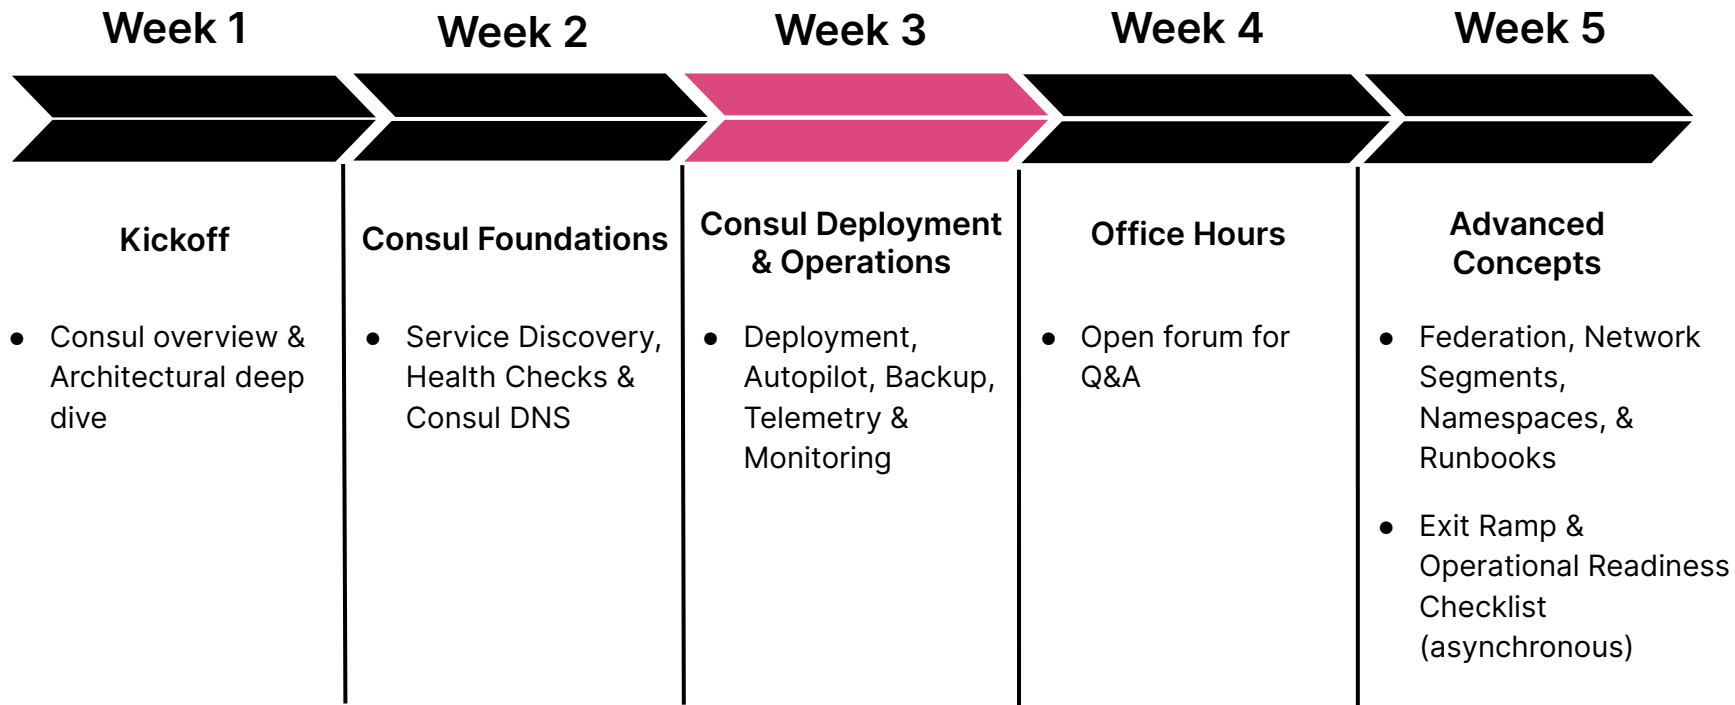 Week 1
Week 2
Week 3
Week 4
Week 5
Kickoff
● Consul overview &
Architectural deep
dive
Consul Foundations
● Service Discovery,
Health Checks &
Consul DNS
Consul Deployment
& Operations
● Deployment,
Autopilot, Backup,
Telemetry &
Monitoring
Office Hours
● Open forum for
Q&A
Advanced
Concepts
● Federation, Network
Segments,
Namespaces, &
Runbooks
● Exit Ramp &
Operational Readiness
Checklist
(asynchronous)